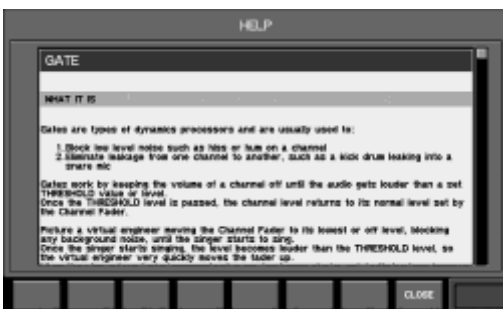 HELP
GATE
WHAT IT IS
Gates are types of dynamics processors and are usually used to:
1.Block low level noise such as hiss or hum on a channel
2.Eliminate leakage from one channel to another, such as a kick drum leaking into a
snare mic
Gates work by keeping the volume of a channel off until the audio gets louder than a set
THRESHOLD value or level.
Once the THRESHOLD level is passed, the channel level returns to its normal level set by
the Channel Fader.
Picture a virtual engineer moving the Channel Fader to its lowest or off level, blocking
any background noise, until the singer starts to sing.
Once the singer starts singing, the level becomes louder than the THRESHOLD level, so
the virtual engineer very quickly moves the fader up.
CLOSE